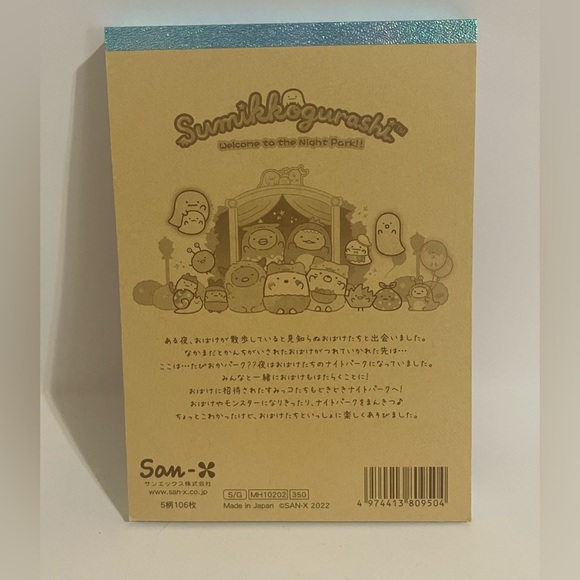 Sumikkogurashi™
Welcome to the Night Park!!
ある夜、おばけが散歩していると見知らぬおばけたちと出会いました。
なかまだとかんちがいされたおばけがつれていかれた先は…
ここは…たぴおかパーク??夜はおばけたちのナイトパークになっていました。
みんなと一緒におばけもはたらくことに!
おばけに招待されたすみっコたちもどきどきナイトパークへ!
おばけやモンスターになりきったり、ナイトパークをまんきつ♪
ちょっとこわかったけど、おばけたちといっしょに楽しくあそびました。
San-X
サンエックス株式会社
www.san-x.co.jp
5柄106枚
S/G MH10202 350
Made in Japan ©SAN-X 2022
4 974413 809504